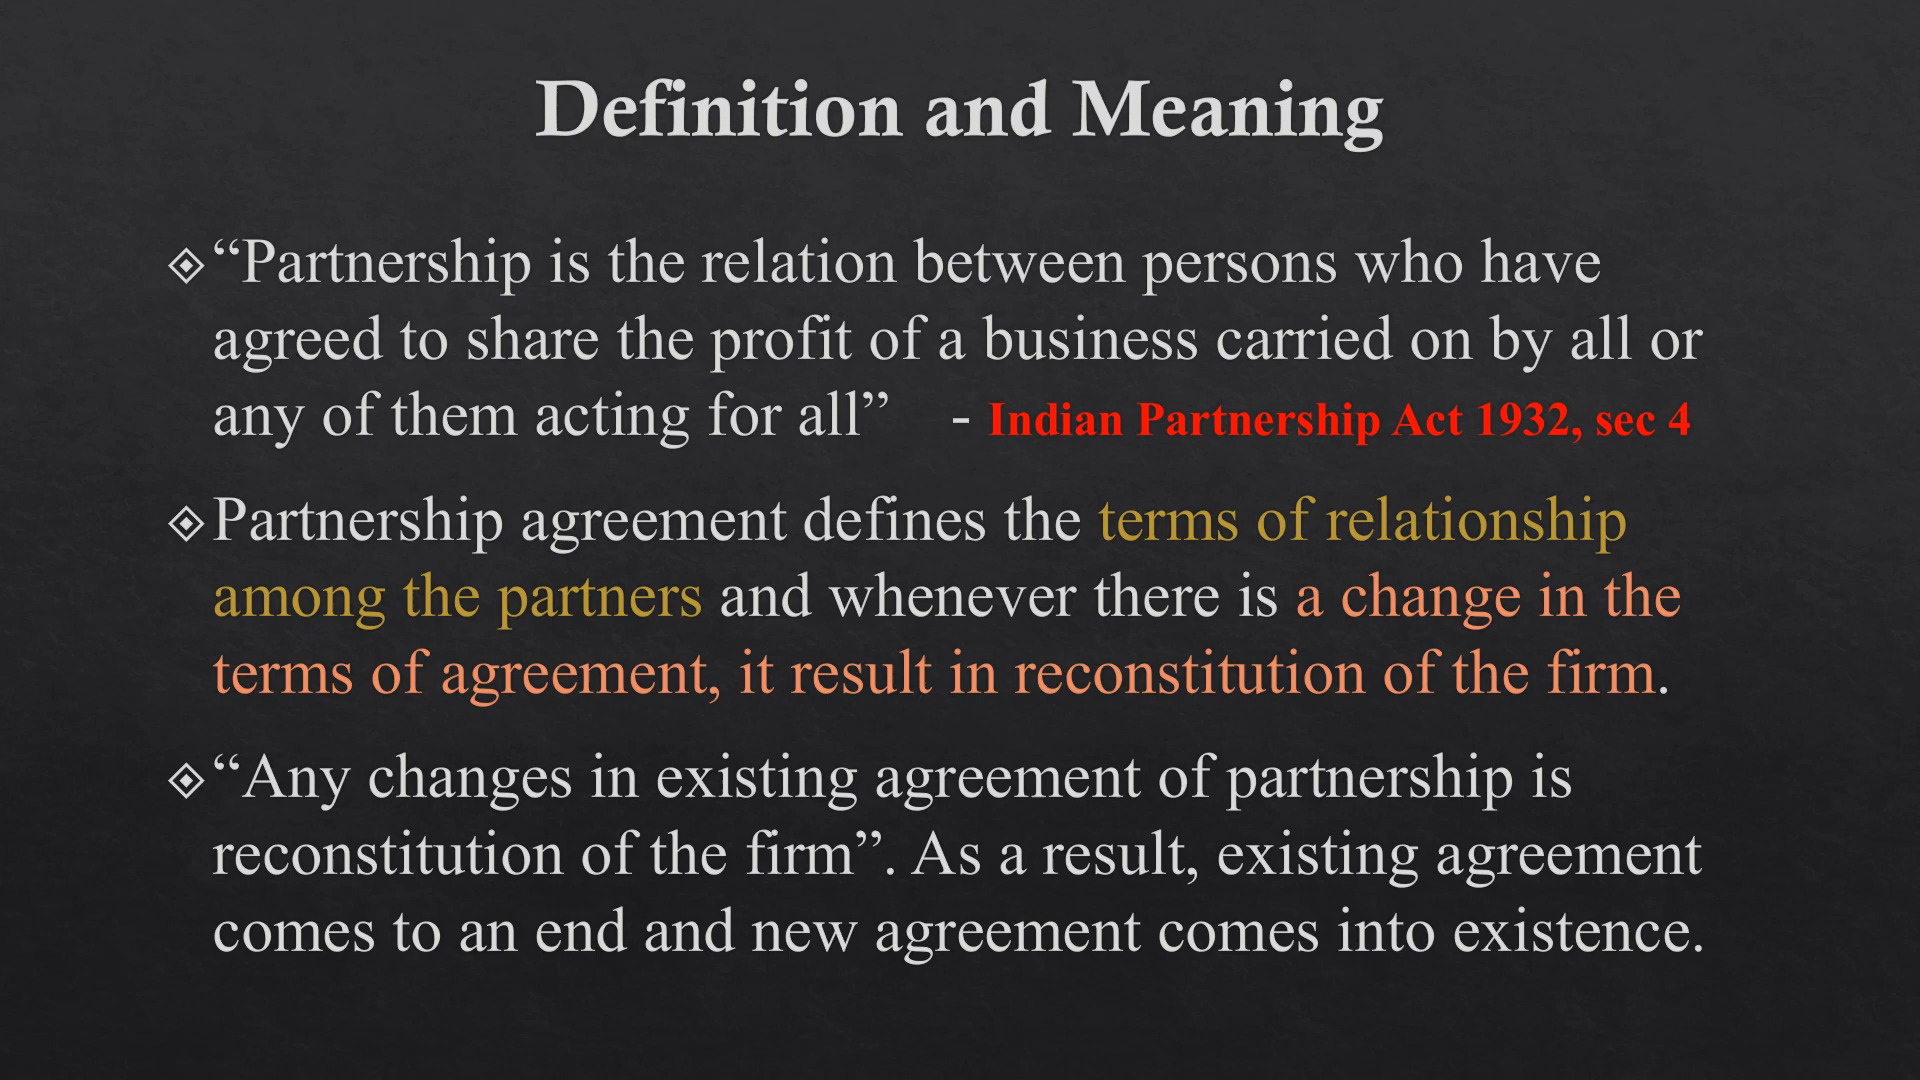 Definition and Meaning
“Partnership is the relation between persons who have
agreed to share the profit of a business carried on by all or
any of them acting for all” - Indian Partnership Act 1932, sec 4
Partnership agreement defines the terms of relationship
among the partners and whenever there is a change in the
terms of agreement, it result in reconstitution of the firm.
“Any changes in existing agreement of partnership is
reconstitution of the firm”. As a result, existing agreement
comes to an end and new agreement comes into existence.